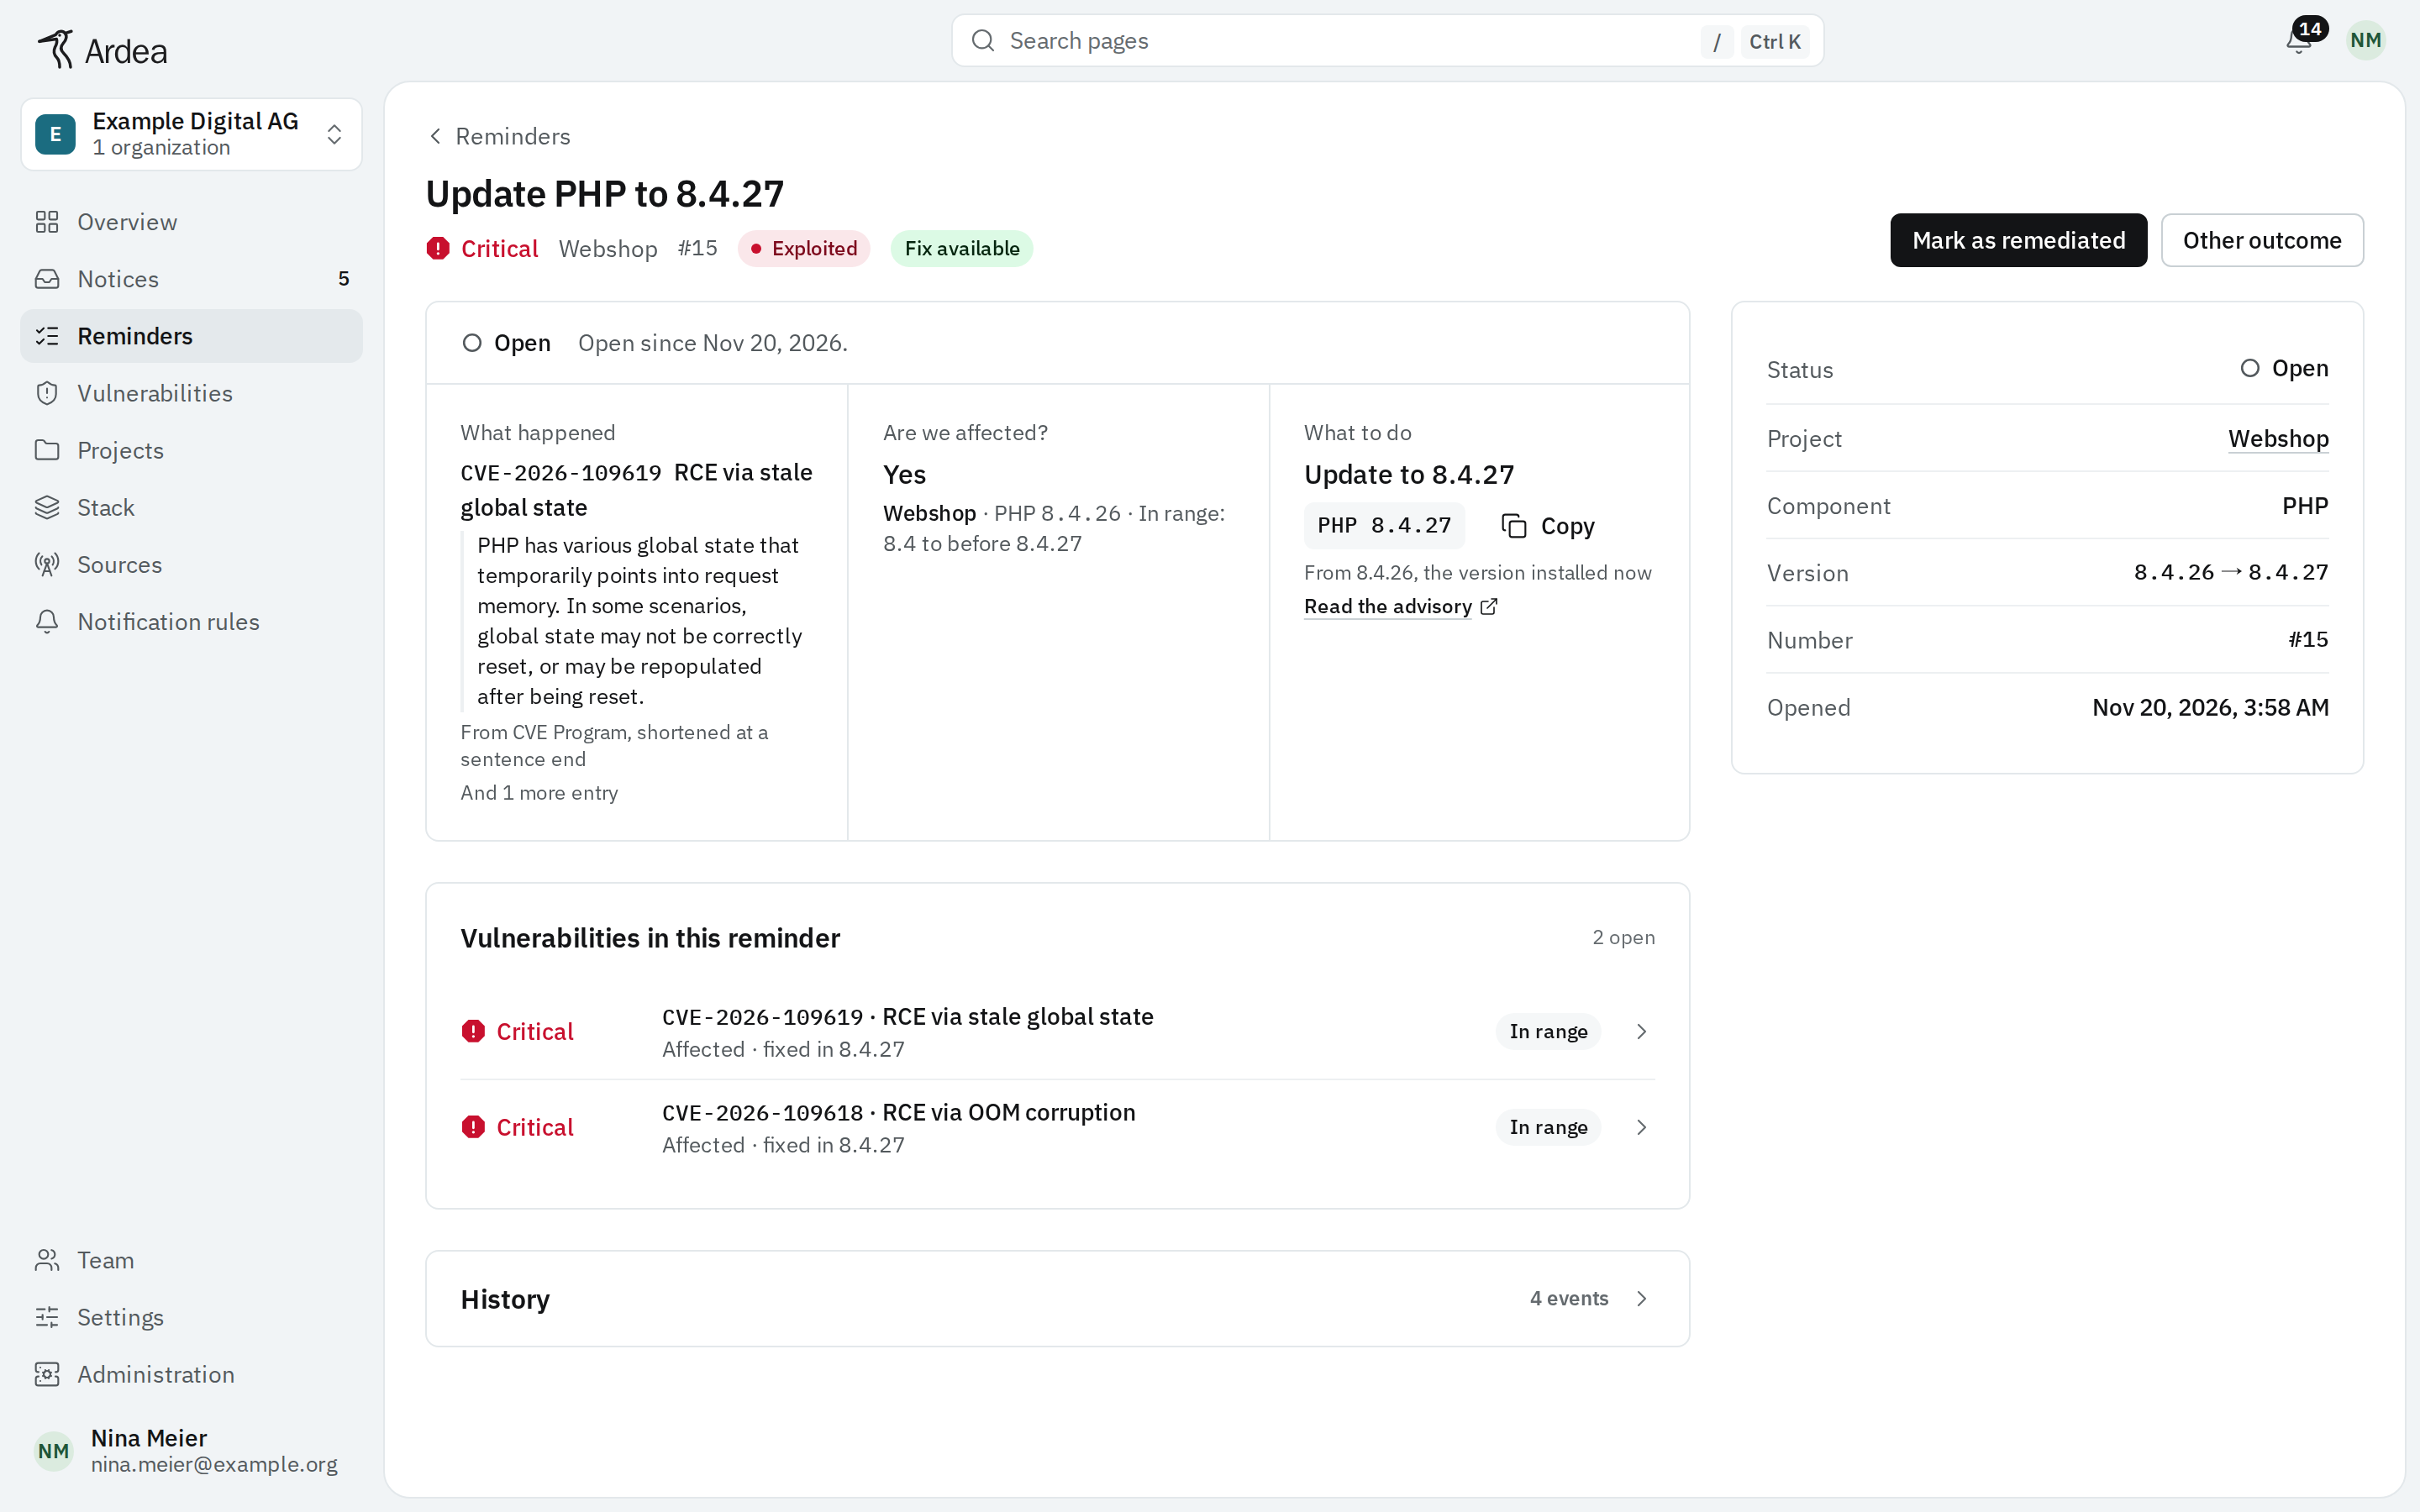 Ardea
Search pages
/
Ctrl K
14
NM
E
Example Digital AG
1 organization
Overview
Notices
5
Reminders
Vulnerabilities
Projects
Stack
Sources
Notification rules
Team
Settings
Administration
NM
Nina Meier
nina.meier@example.org
Reminders
Update PHP to 8.4.27
Critical
Webshop
#15
Exploited
Fix available
Mark as remediated
Other outcome
Open
Open since Nov 20, 2026.
What happened
CVE-2026-109619 RCE via stale
global state
PHP has various global state that
temporarily points into request
memory. In some scenarios,
global state may not be correctly
reset, or may be repopulated
after being reset.
From CVE Program, shortened at a
sentence end
And 1 more entry
Are we affected?
Yes
Webshop · PHP 8.4.26 · In range:
8.4 to before 8.4.27
What to do
Update to 8.4.27
PHP 8.4.27
Copy
From 8.4.26, the version installed now
Read the advisory
Status
Open
Project
Webshop
Component
PHP
Version
8.4.26 → 8.4.27
Number
#15
Opened
Nov 20, 2026, 3:58 AM
Vulnerabilities in this reminder
2 open
Critical
CVE-2026-109619 · RCE via stale global state
Affected · fixed in 8.4.27
In range
Critical
CVE-2026-109618 · RCE via OOM corruption
Affected · fixed in 8.4.27
In range
History
4 events